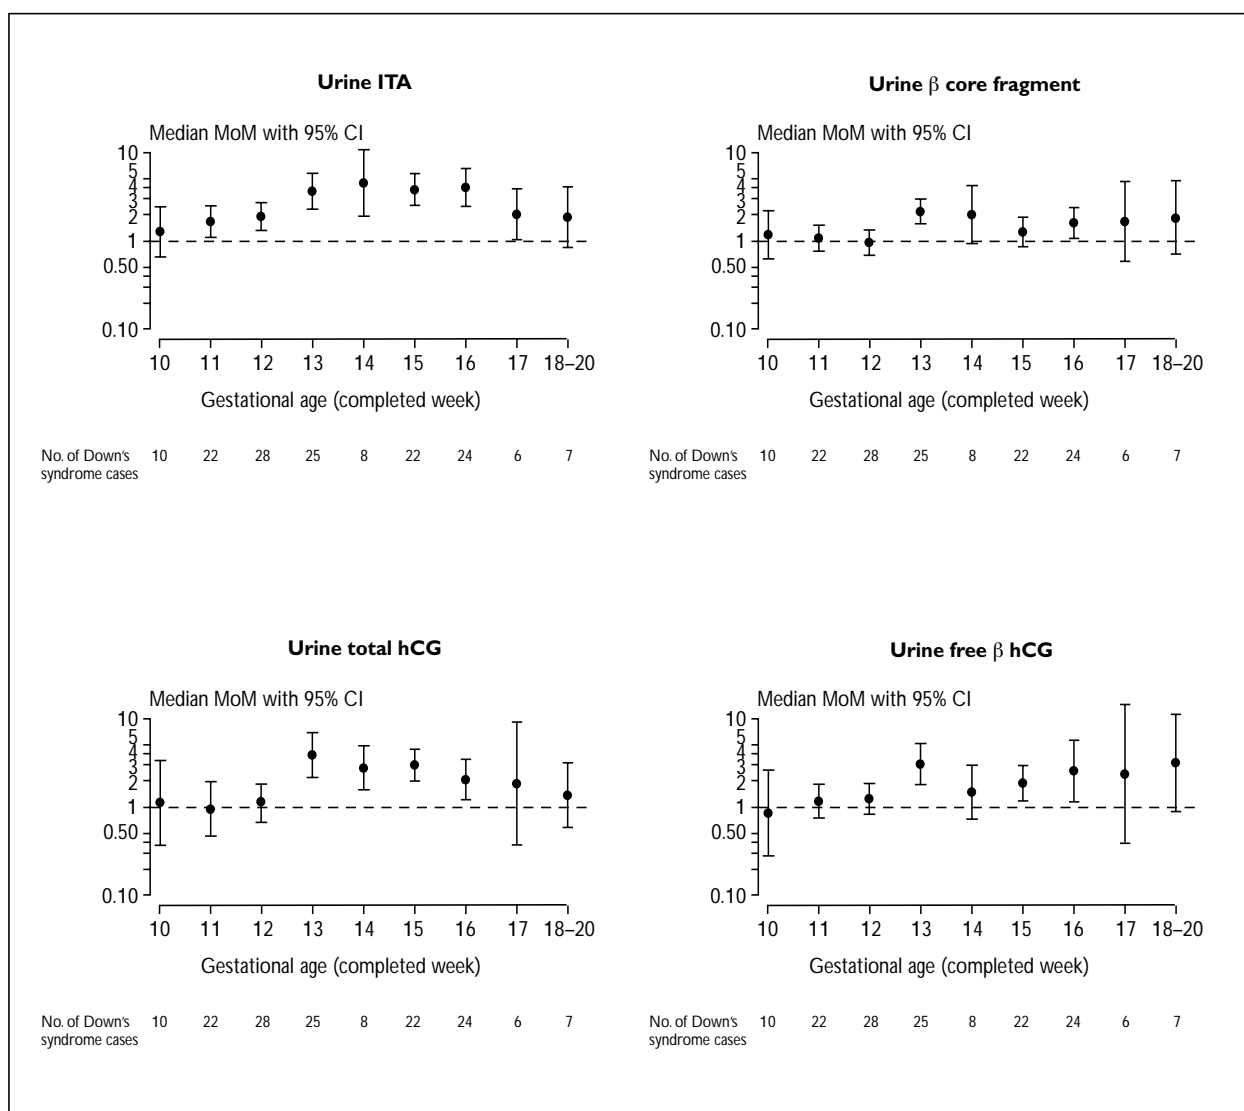 Urine ITA
Median MoM with 95% CI
10
5
4
3
2
1
0.50
0.10
10 11 12 13 14 15 16 17 18–20
Gestational age (completed week)
No. of Down's 10 22 28 25 8 22 24 6 7
syndrome cases
Urine β core fragment
Median MoM with 95% CI
10
5
4
3
2
1
0.50
0.10
10 11 12 13 14 15 16 17 18–20
Gestational age (completed week)
No. of Down's 10 22 28 25 8 22 24 6 7
syndrome cases
Urine total hCG
Median MoM with 95% CI
10
5
4
3
2
1
0.50
0.10
10 11 12 13 14 15 16 17 18–20
Gestational age (completed week)
No. of Down's 10 22 28 25 8 22 24 6 7
syndrome cases
Urine free β hCG
Median MoM with 95% CI
10
5
4
3
2
1
0.50
0.10
10 11 12 13 14 15 16 17 18–20
Gestational age (completed week)
No. of Down's 10 22 28 25 8 22 24 6 7
syndrome cases